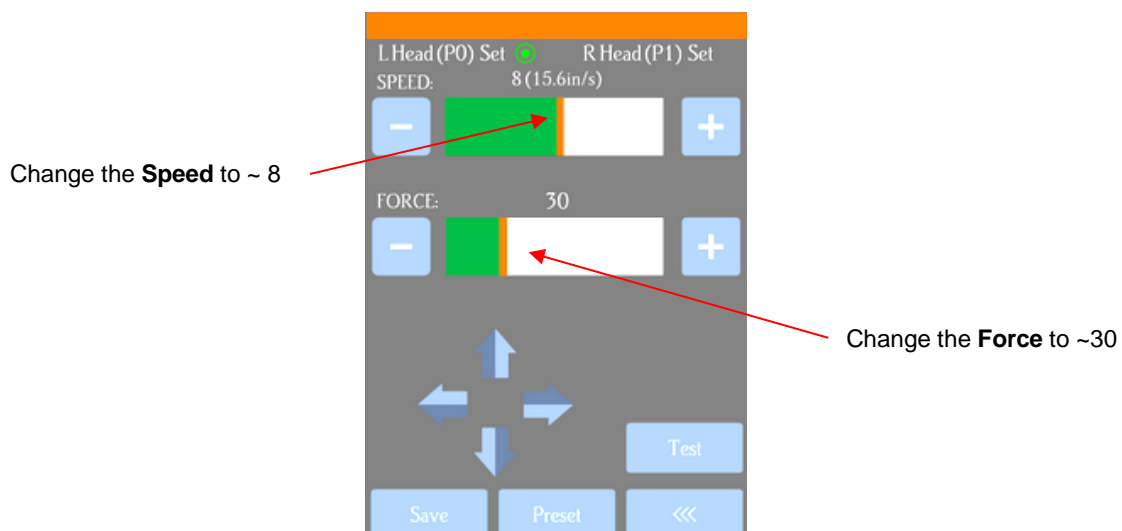 L Head (P0) Set R Head (P1) Set
SPEED: 8 (15.6in/s)
− +
Change the Speed to ~ 8
FORCE: 30
− +
Change the Force to ~30
Test
Save Preset <<<